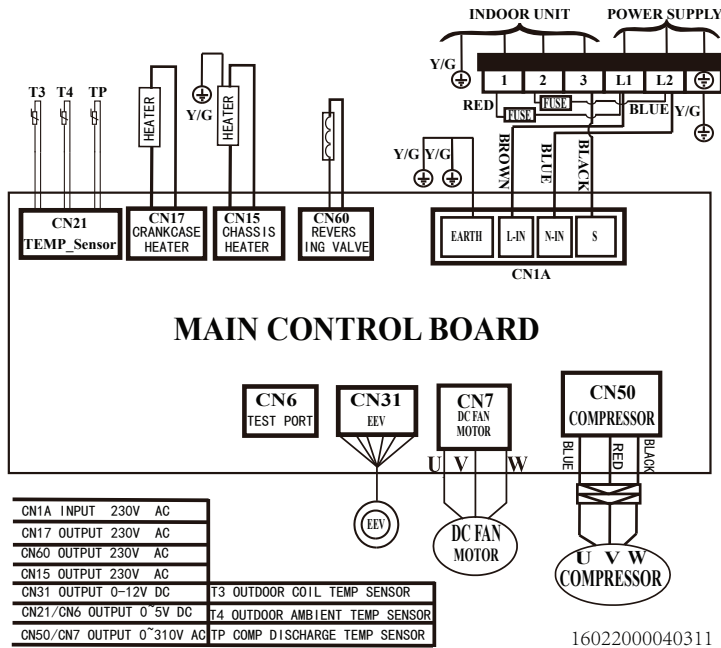 INDOOR UNIT POWER SUPPLY
Y/G
1 2 3 L1 L2
RED FUSE FUSE BLUE Y/G
T3 T4 TP
HEATER
Y/G
HEATER
Y/G Y/G
BROWN
BLUE
BLACK
CN21
TEMP_Sensor
CN17
CRANKCASE
HEATER
CN15
CHASSIS
HEATER
CN60
REVERS
ING VALVE
EARTH L-IN N-IN S
CN1A
MAIN CONTROL BOARD
CN6
TEST PORT
CN31
EEV
CN7
DC FAN
MOTOR
CN50
COMPRESSOR
BLUE
RED
BLACK
U V W
EEV
DC FAN
MOTOR
U V W
COMPRESSOR
CN1A INPUT 230V AC
CN17 OUTPUT 230V AC
CN60 OUTPUT 230V AC
CN15 OUTPUT 230V AC
CN31 OUTPUT 0-12V DC
CN21/CN6 OUTPUT 0~5V DC
CN50/CN7 OUTPUT 0~310V AC
T3 OUTDOOR COIL TEMP SENSOR
T4 OUTDOOR AMBIENT TEMP SENSOR
TP COMP DISCHARGE TEMP SENSOR
16022000040311